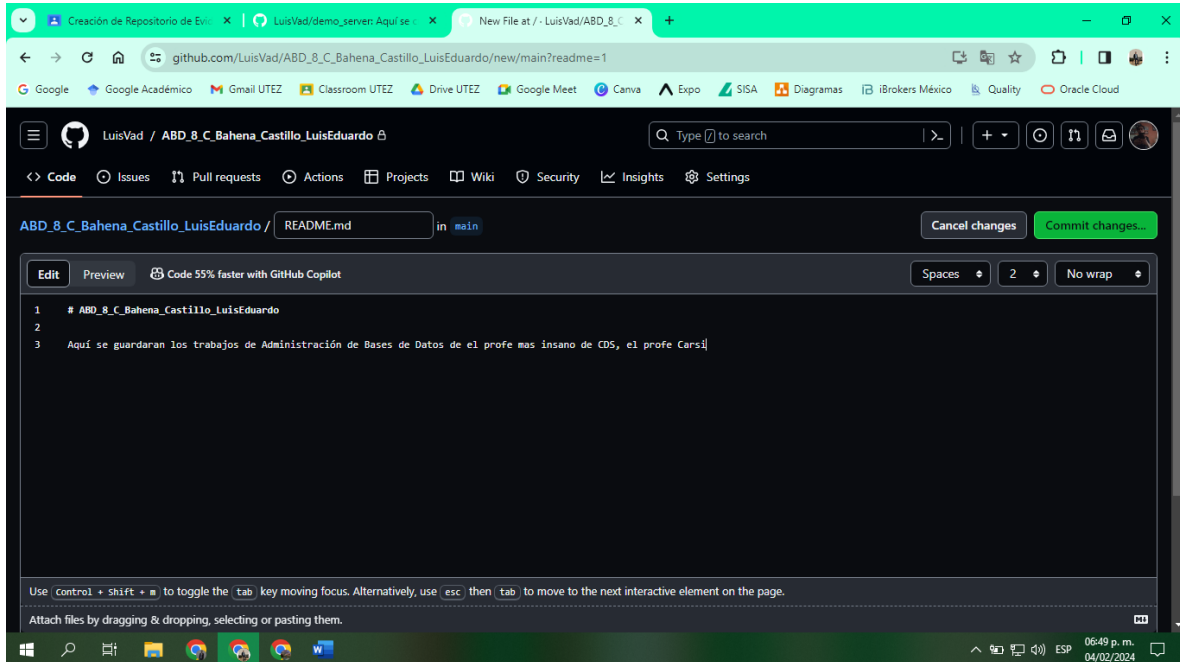 Creación de Repositorio de Evi
LuisVad/demo_server: Aquí se
New File at / · LuisVad/ABD_8_C
github.com/LuisVad/ABD_8_C_Bahena_Castillo_LuisEduardo/new/main?readme=1
Google Google Académico Gmail UTEZ Classroom UTEZ Drive UTEZ Google Meet Canva Expo SISA Diagramas iBrokers México Quality Oracle Cloud
LuisVad / ABD_8_C_Bahena_Castillo_LuisEduardo Type / to search
<> Code Issues Pull requests Actions Projects Wiki Security Insights Settings
ABD_8_C_Bahena_Castillo_LuisEduardo / README.md in main Cancel changes Commit changes...
Edit Preview Code 55% faster with GitHub Copilot Spaces 2 No wrap
1 # ABD_8_C_Bahena_Castillo_LuisEduardo
2
3 Aquí se guardaran los trabajos de Administración de Bases de Datos de el profe mas insano de CDS, el profe Carsi
Use Control + Shift + m to toggle the tab key moving focus. Alternatively, use esc then tab to move to the next interactive element on the page.
Attach files by dragging & dropping, selecting or pasting them.
ESP 06:49 p. m.
04/02/2024